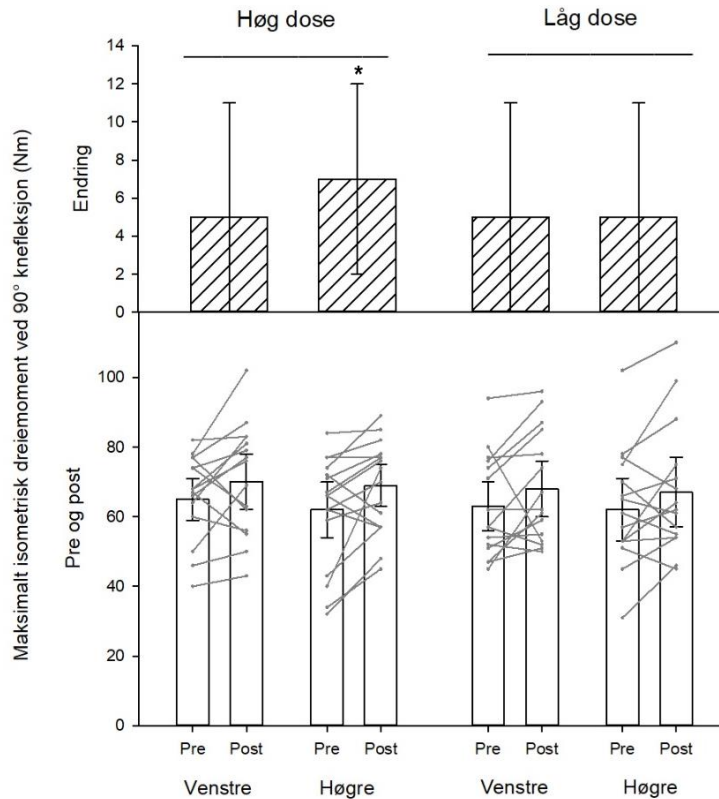 Høg dose
Låg dose
Maksimalt isometrisk dreiemoment ved 90° knefleksjon (Nm)
Endring
14
12
10
8
6
4
2
0
*
Pre og post
100
80
60
40
20
0
Pre Post Pre Post Pre Post Pre Post
Venstre Høgre Venstre Høgre